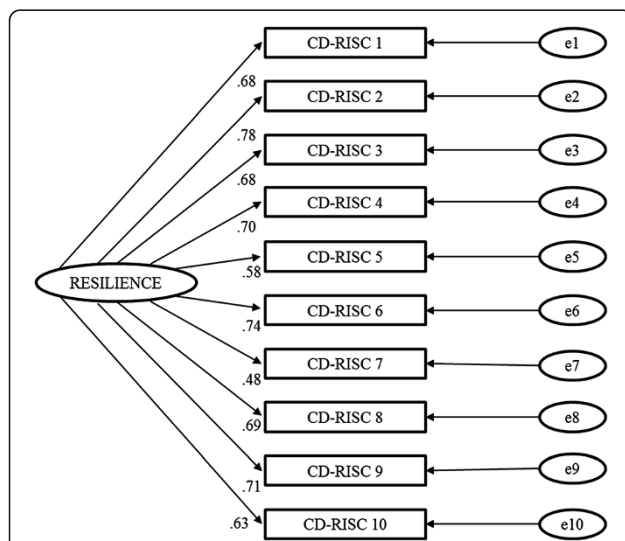 CD-RISC 1
e1
.68
CD-RISC 2
e2
.78
CD-RISC 3
e3
.68
CD-RISC 4
e4
.70
CD-RISC 5
e5
.58
RESILIENCE
CD-RISC 6
e6
.74
CD-RISC 7
e7
.48
CD-RISC 8
e8
.69
CD-RISC 9
e9
.71
CD-RISC 10
e10
.63